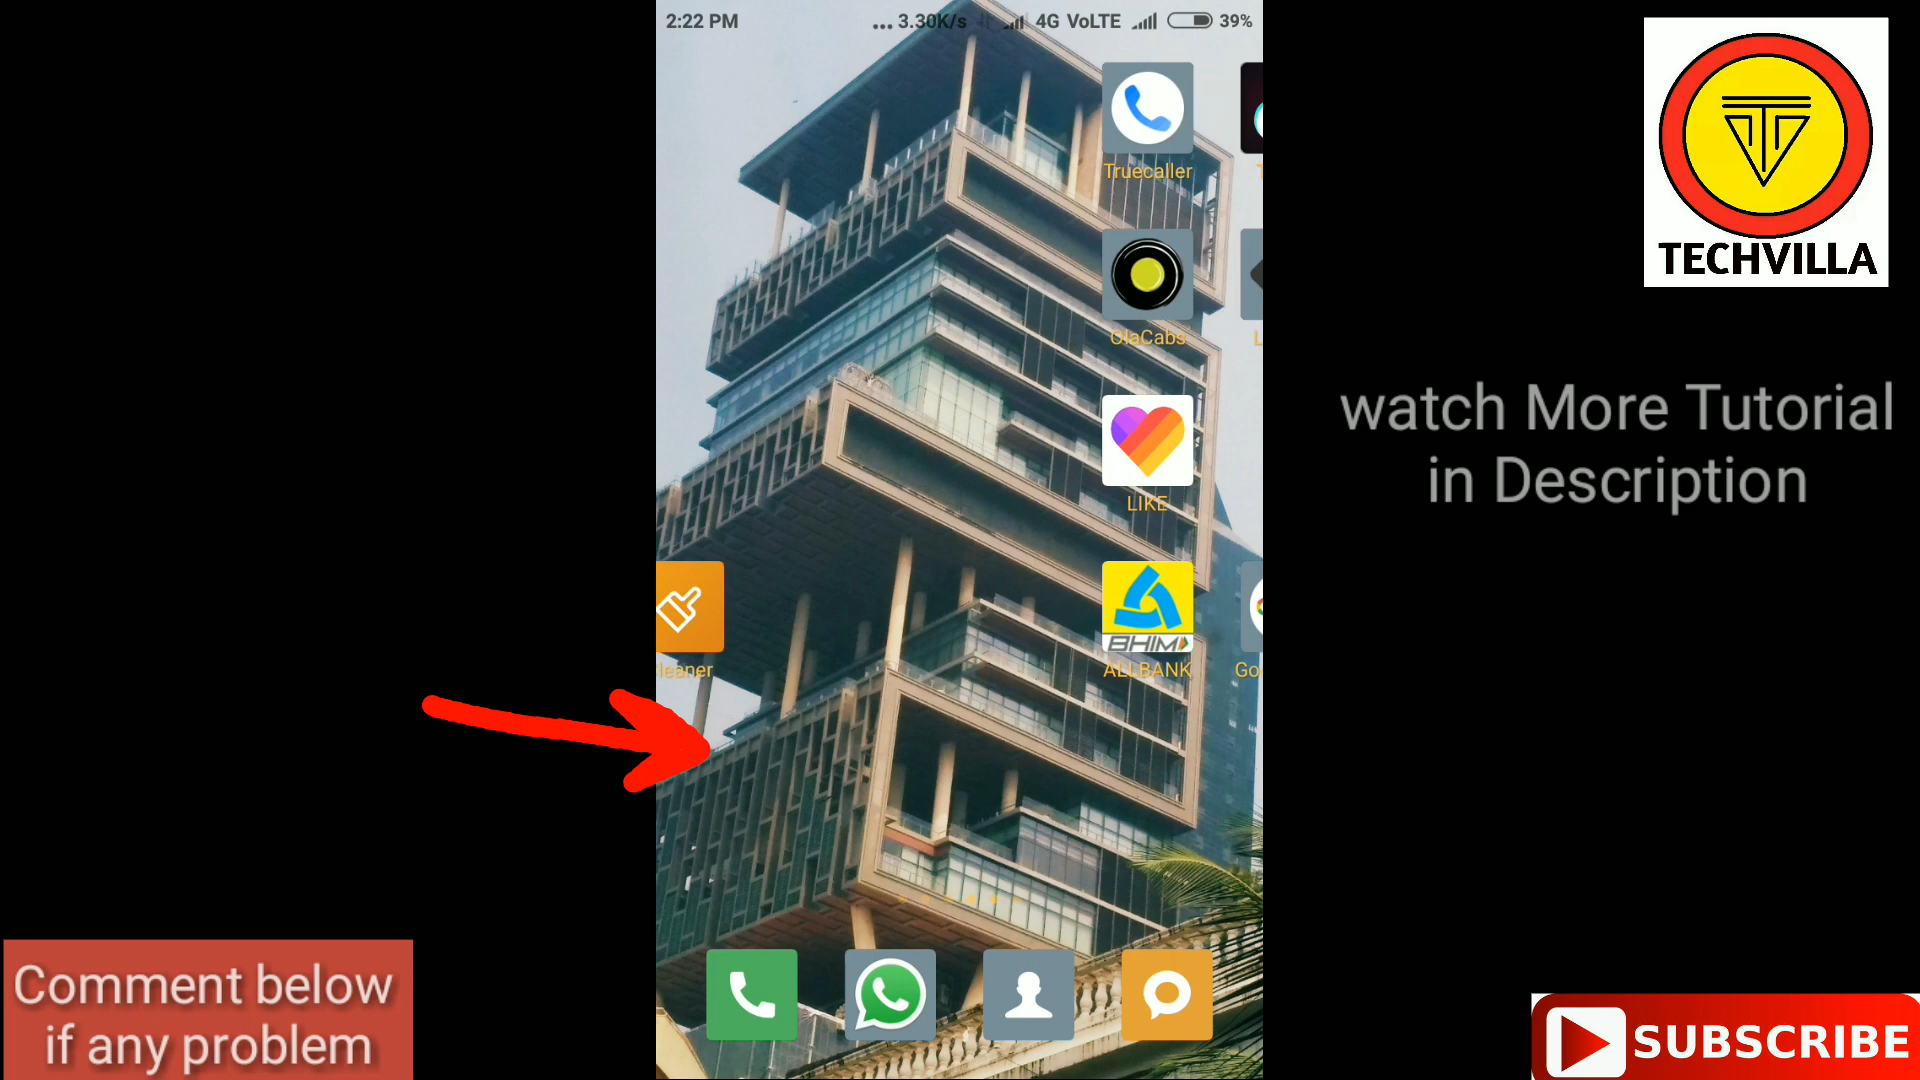 2:22 PM
... 3.30K/s 4G VoLTE 39%
Truecaller
OlaCabs
LIKE
BHIM
leaner
ALLBANK
Go
TECHVILLA
watch More Tutorial
in Description
Comment below
if any problem
SUBSCRIBE